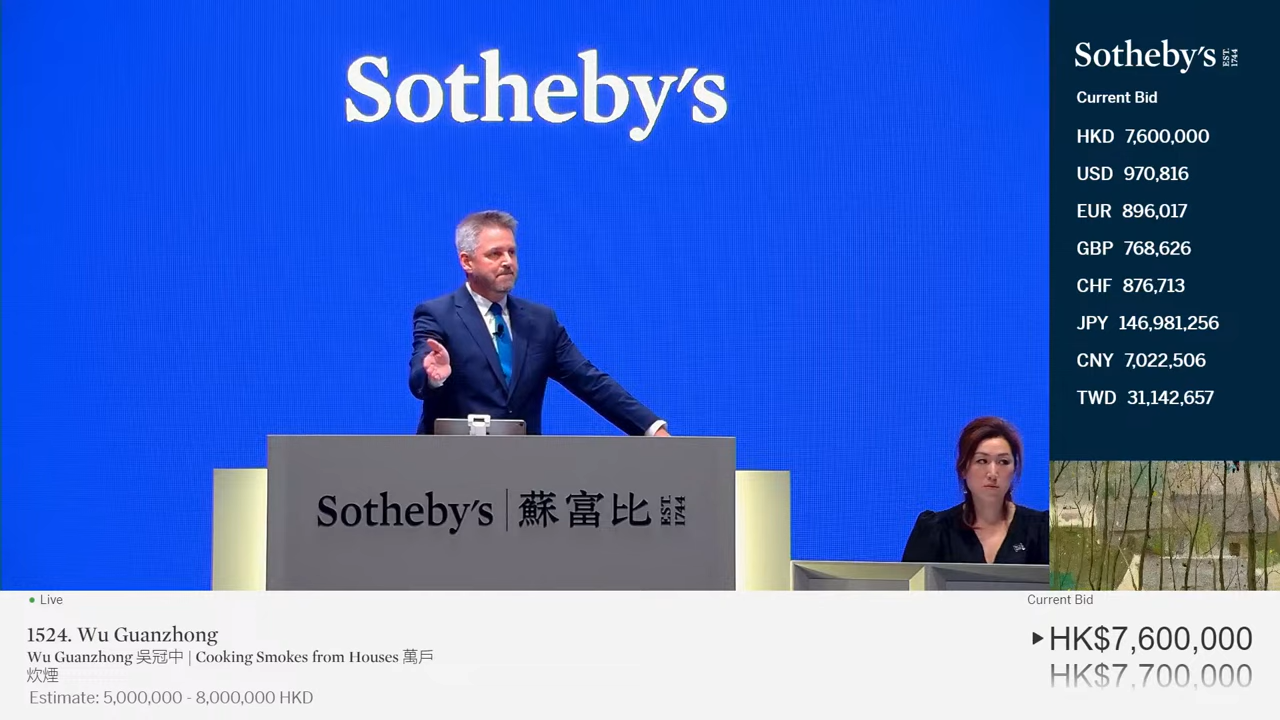 Sotheby's
Sotheby's EST. 1744
Current Bid
HKD 7,600,000
USD 970,816
EUR 896,017
GBP 768,626
CHF 876,713
JPY 146,981,256
CNY 7,022,506
TWD 31,142,657
Sotheby's | 蘇富比 EST. 1744
Live
Current Bid
1524. Wu Guanzhong
Wu Guanzhong 吳冠中 | Cooking Smokes from Houses 萬戶
炊煙
Estimate: 5,000,000 - 8,000,000 HKD
HK$7,600,000
HK$7,700,000